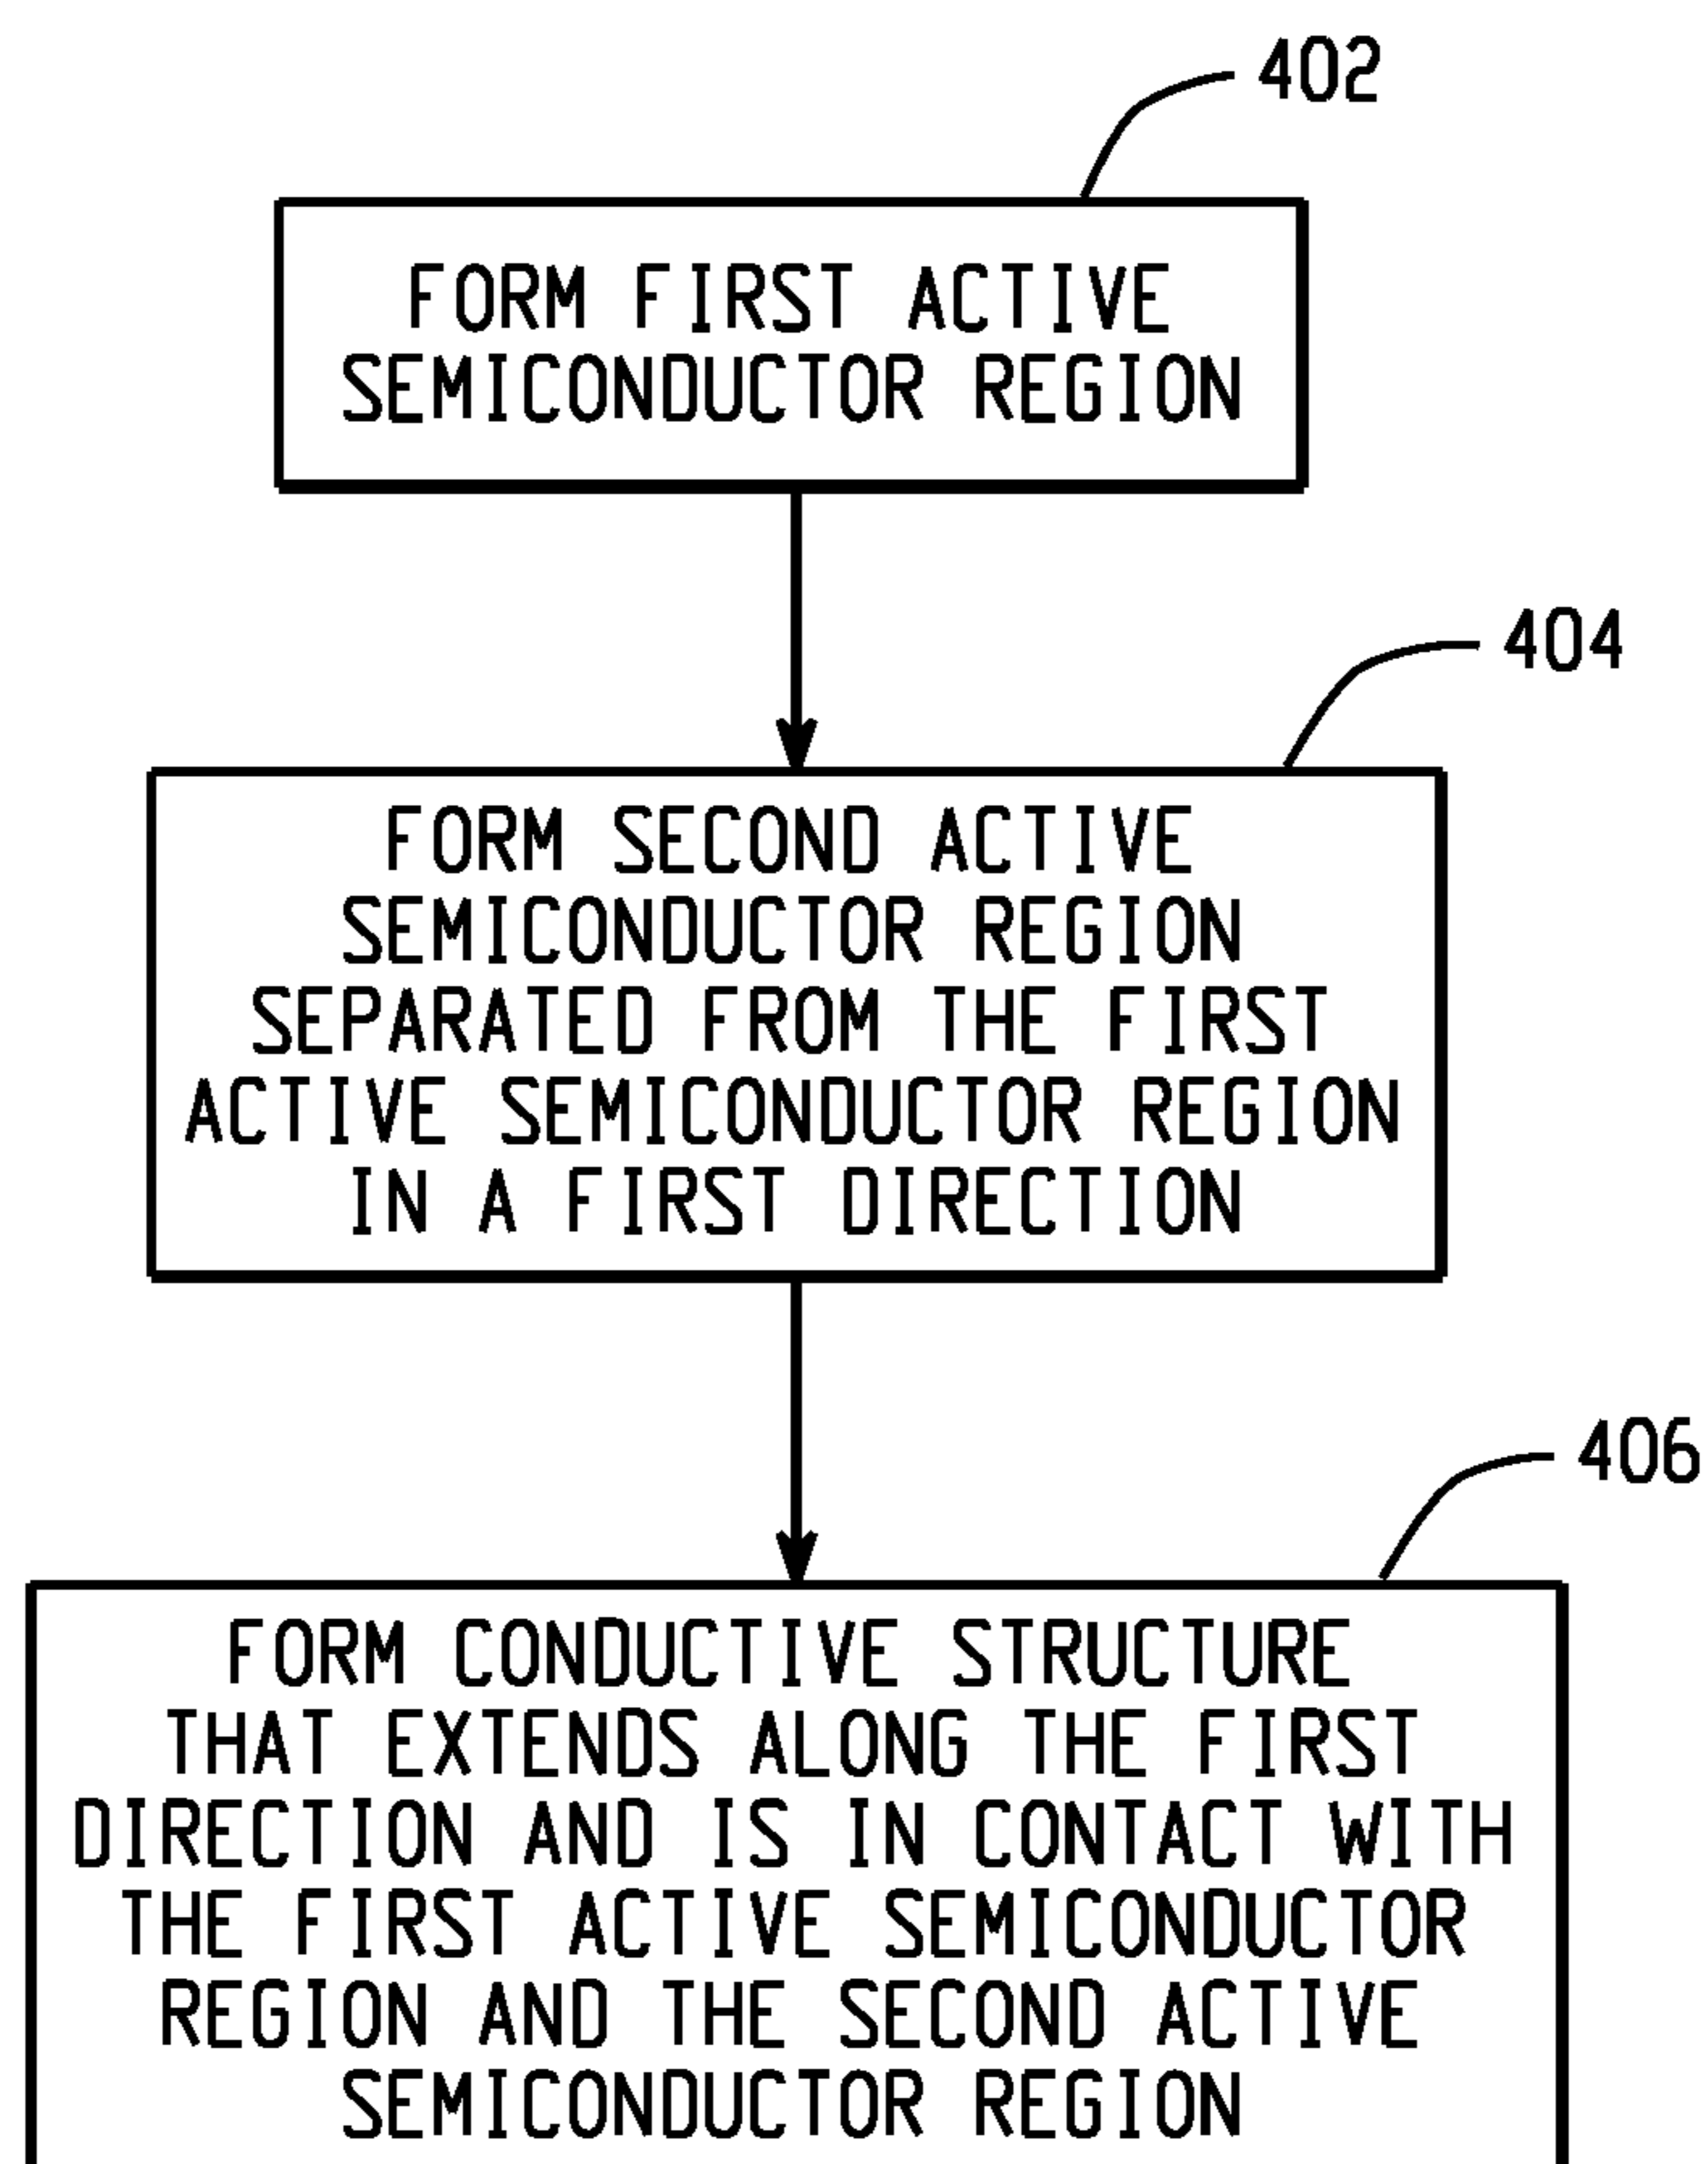 402
FORM FIRST ACTIVE
SEMICONDUCTOR REGION
404
FORM SECOND ACTIVE
SEMICONDUCTOR REGION
SEPARATED FROM THE FIRST
ACTIVE SEMICONDUCTOR REGION
IN A FIRST DIRECTION
406
FORM CONDUCTIVE STRUCTURE
THAT EXTENDS ALONG THE FIRST
DIRECTION AND IS IN CONTACT WITH
THE FIRST ACTIVE SEMICONDUCTOR
REGION AND THE SECOND ACTIVE
SEMICONDUCTOR REGION